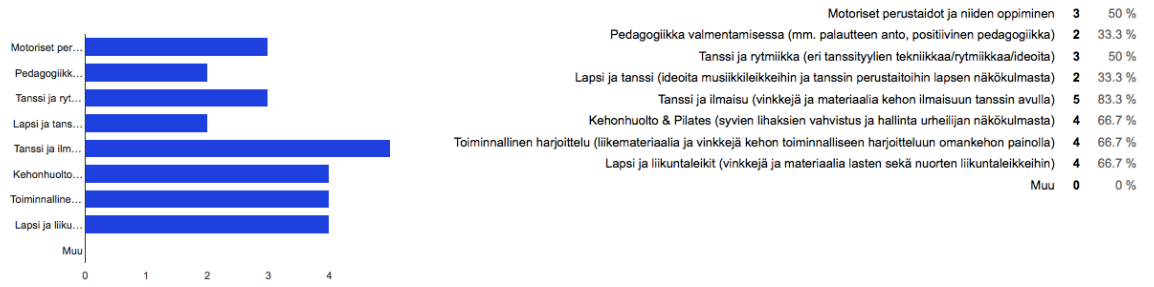 Motoriset per...
Pedagogiikk...
Tanssi ja ryt...
Lapsi ja tans...
Tanssi ja ilm...
Kehonhuolto...
Toiminnalline...
Lapsi ja liiku...
Muu
0 1 2 3 4
Motoriset perustaidot ja niiden oppiminen 3 50 %
Pedagogiikka valmentamisessa (mm. palautteen anto, positiivinen pedagogiikka) 2 33.3 %
Tanssi ja rytmiikka (eri tanssityylien tekniikkaa/rytmiikkaa/ideoita) 3 50 %
Lapsi ja tanssi (ideoita musiikkileikkeihin ja tanssin perustaitoihin lapsen näkökulmasta) 2 33.3 %
Tanssi ja ilmaisu (vinkkejä ja materiaalia kehon ilmaisuun tanssin avulla) 5 83.3 %
Kehonhuolto & Pilates (syvien lihaksien vahvistus ja hallinta urheilijan näkökulmasta) 4 66.7 %
Toiminnallinen harjoittelu (liikemateriaalia ja vinkkejä kehon toiminnalliseen harjoitteluun omankehon painolla) 4 66.7 %
Lapsi ja liikuntaleikit (vinkkejä ja materiaalia lasten sekä nuorten liikuntaleikkeihin) 4 66.7 %
Muu 0 0 %